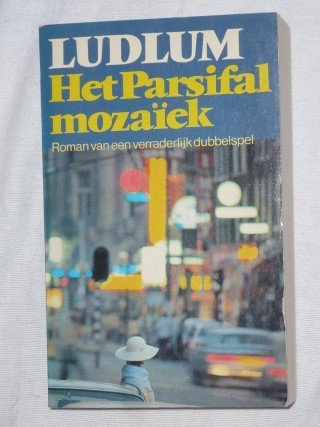 LUDLUM
Het Parsifal
mozaïek
Roman van een verraderlijk dubbelspel